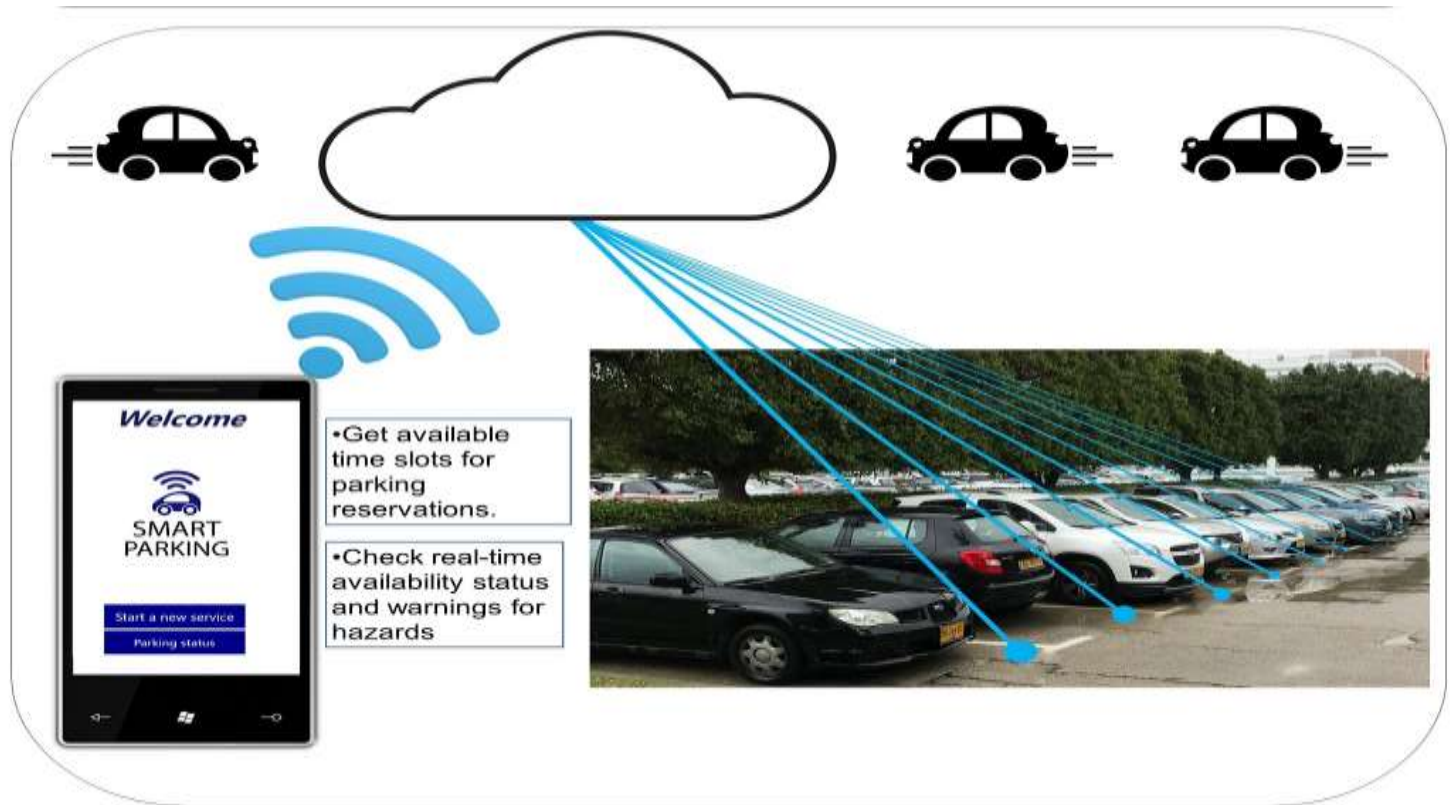 Welcome
SMART
PARKING
Start a new service
Parking status
•Get available
time slots for
parking
reservations.
•Check real-time
availability status
and warnings for
hazards